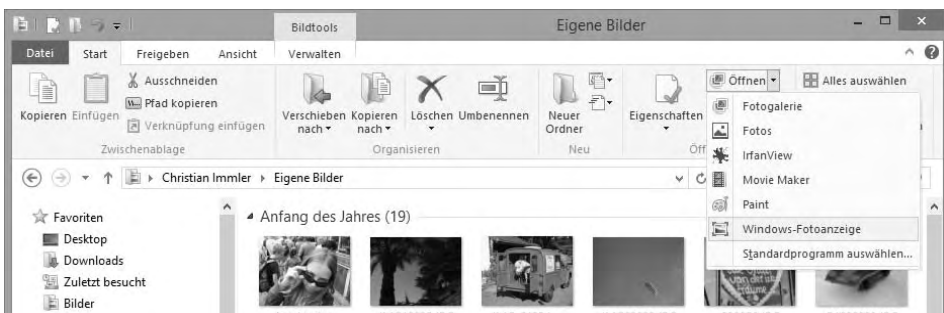 Bildtools
Eigene Bilder
Datei
Start
Freigeben
Ansicht
Verwalten
Kopieren
Einfügen
Ausschneiden
Pfad kopieren
Verknüpfung einfügen
Zwischenablage
Verschieben nach
Kopieren nach
Löschen
Umbenennen
Organisieren
Neuer Ordner
Neu
Eigenschaften
Öffnen
Alles auswählen
Fotogalerie
Fotos
IrfanView
Movie Maker
Paint
Windows-Fotoanzeige
Standardprogramm auswählen...
Christian Immler
Eigene Bilder
Favoriten
Desktop
Downloads
Zuletzt besucht
Bilder
Anfang des Jahres (19)